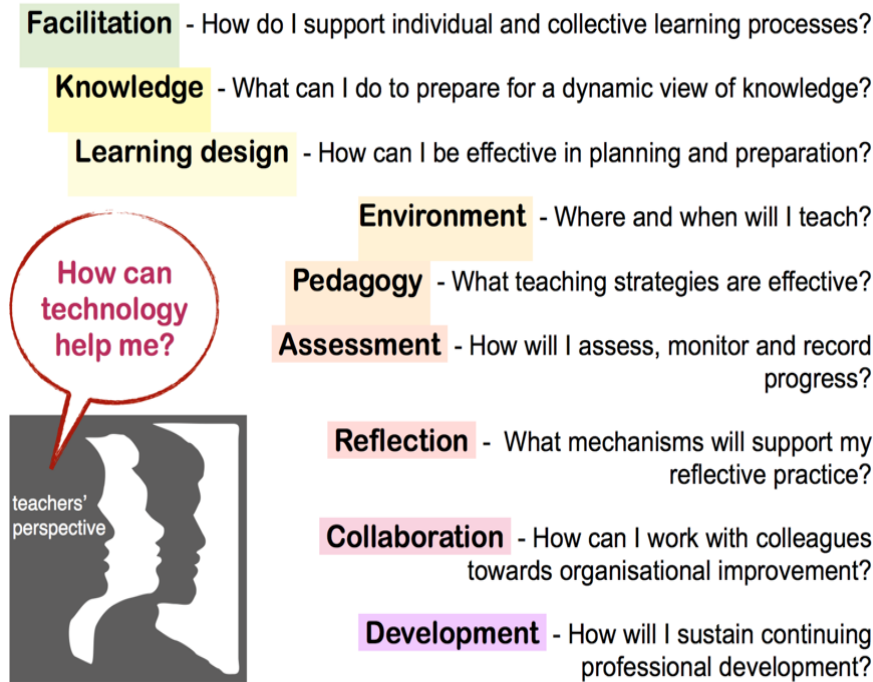 Facilitation - How do I support individual and collective learning processes?
Knowledge - What can I do to prepare for a dynamic view of knowledge?
Learning design - How can I be effective in planning and preparation?
Environment - Where and when will I teach?
Pedagogy - What teaching strategies are effective?
Assessment - How will I assess, monitor and record
progress?
Reflection - What mechanisms will support my
reflective practice?
Collaboration - How can I work with colleagues
towards organisational improvement?
Development - How will I sustain continuing
professional development?
How can
technology
help me?
teachers'
perspective